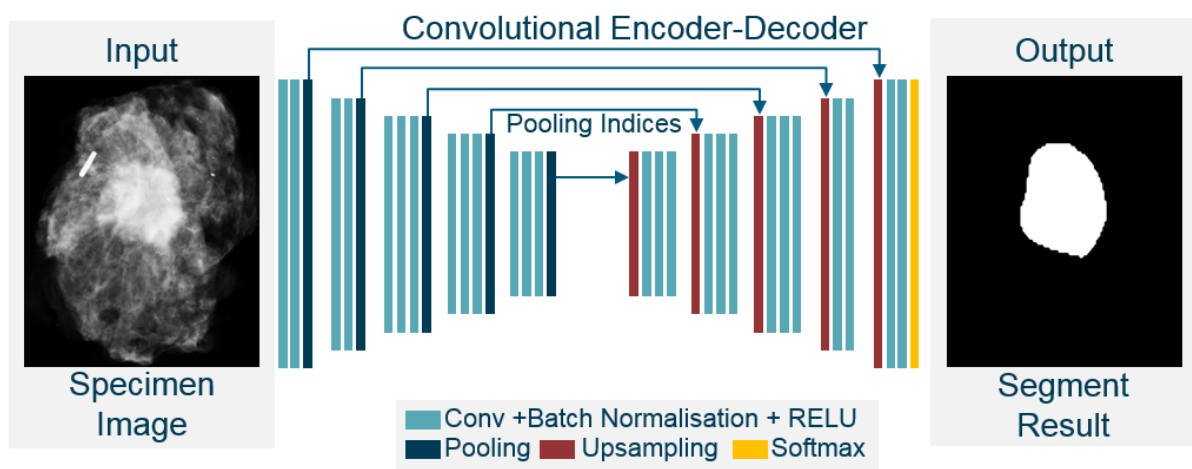 Convolutional Encoder-Decoder
Input
Output
Pooling Indices
Specimen
Image
Segment
Result
Conv +Batch Normalisation + RELU
Pooling
Upsampling
Softmax